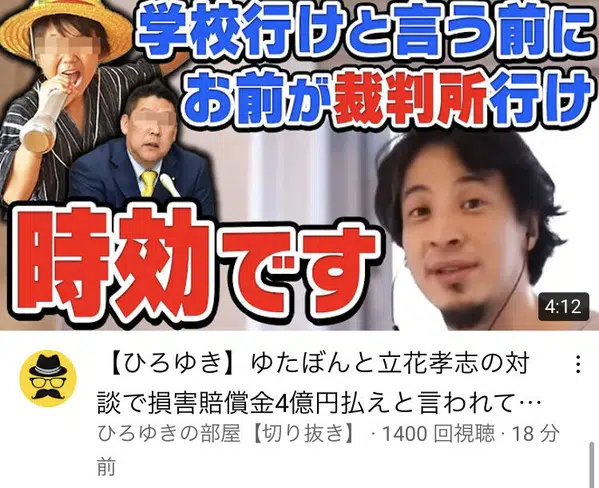 学校行けと言う前に
お前が裁判所行け
時効です
4:12
【ひろゆき】ゆたぼんと立花孝志の対
談で損害賠償金4億円払えと言われて…
ひろゆきの部屋【切り抜き】・1400 回視聴・18 分
前